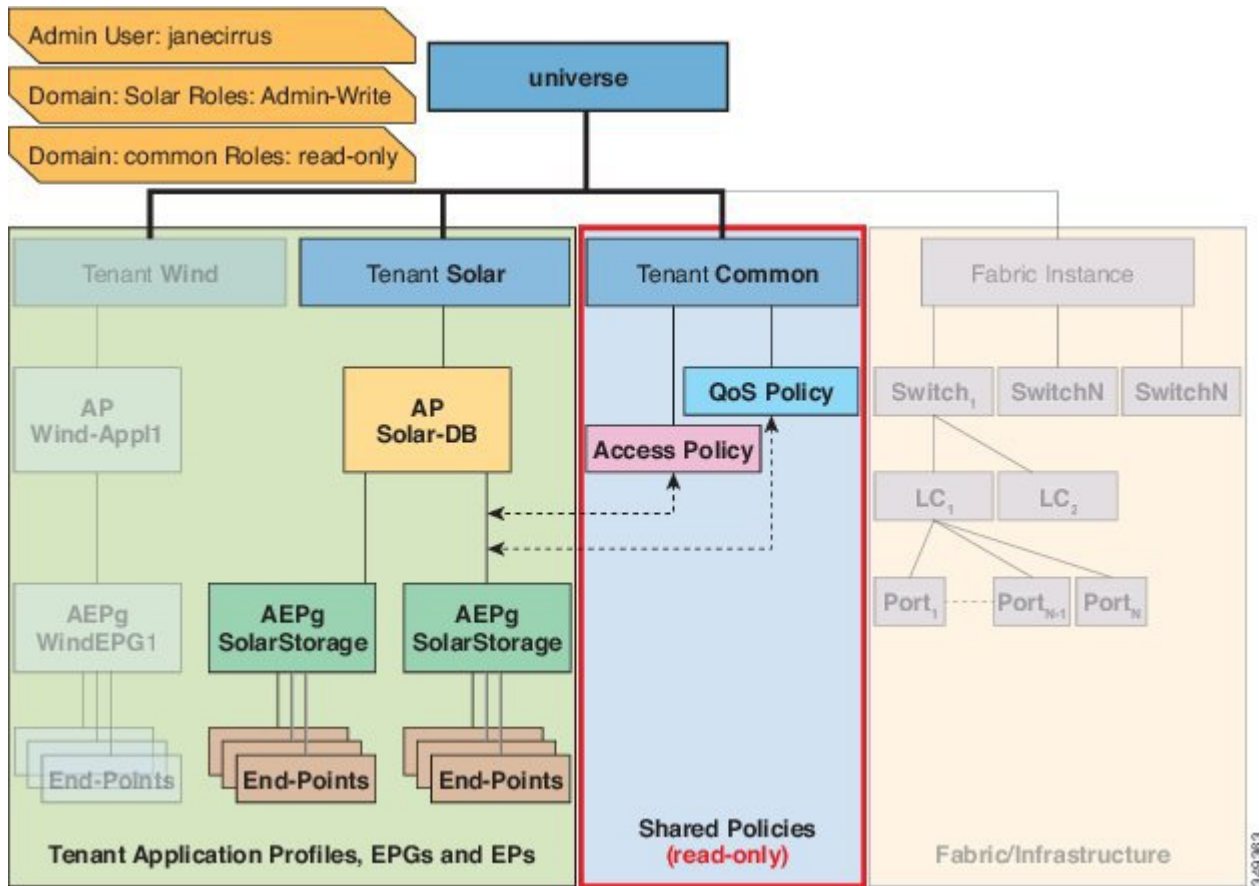 Admin User: janecirrus
Domain: Solar Roles: Admin-Write
Domain: common Roles: read-only
universe
Tenant Wind
Tenant Solar
Tenant Common
Fabric Instance
AP
Wind-Appl1
AP
Solar-DB
QoS Policy
Access Policy
Switch1
SwitchN
SwitchN
LC1
LC2
AEPg
WindEPG1
AEPg
SolarStorage
AEPg
SolarStorage
Port1
PortN-1
PortN
End-Points
End-Points
End-Points
Tenant Application Profiles, EPGs and EPs
Shared Policies
(read-only)
Fabric/Infrastructure
349363